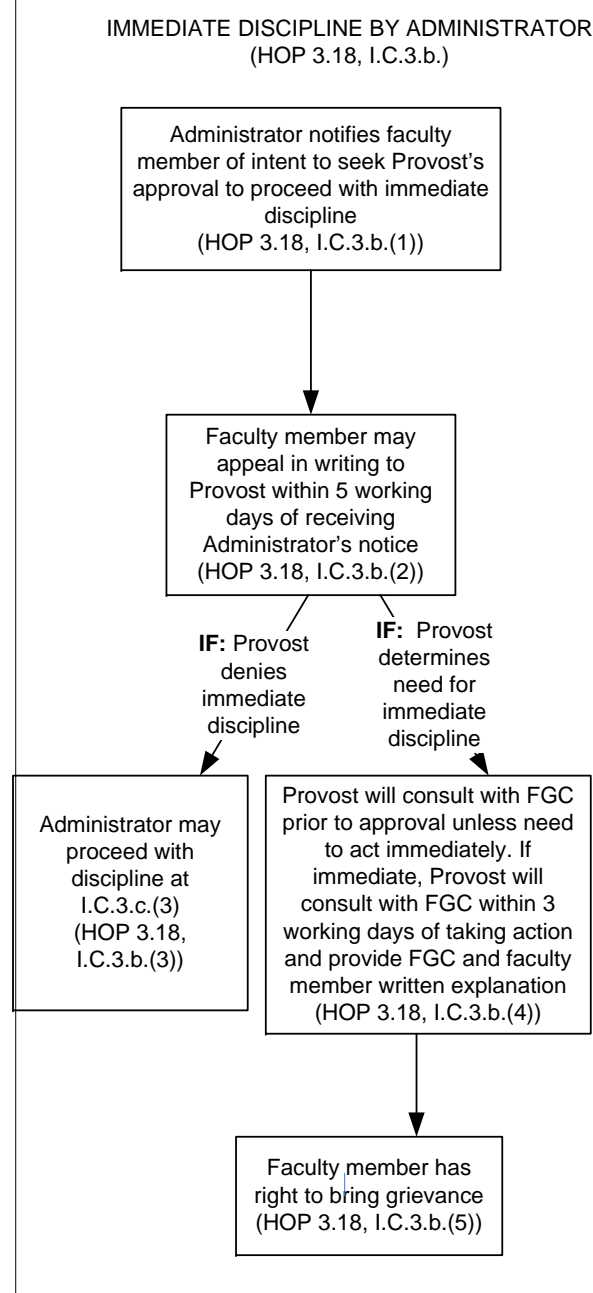 IMMEDIATE DISCIPLINE BY ADMINISTRATOR
(HOP 3.18, I.C.3.b.)
Administrator notifies faculty
member of intent to seek Provost's
approval to proceed with immediate
discipline
(HOP 3.18, I.C.3.b.(1))
Faculty member may
appeal in writing to
Provost within 5 working
days of receiving
Administrator's notice
(HOP 3.18, I.C.3.b.(2))
IF: Provost
denies
immediate
discipline
IF:  Provost
determines
need for
immediate
discipline
Administrator may
proceed with
discipline at
I.C.3.c.(3)
(HOP 3.18,
I.C.3.b.(3))
Provost will consult with FGC
prior to approval unless need
to act immediately. If
immediate, Provost will
consult with FGC within 3
working days of taking action
and provide FGC and faculty
member written explanation
(HOP 3.18, I.C.3.b.(4))
Faculty member has
right to bring grievance
(HOP 3.18, I.C.3.b.(5))